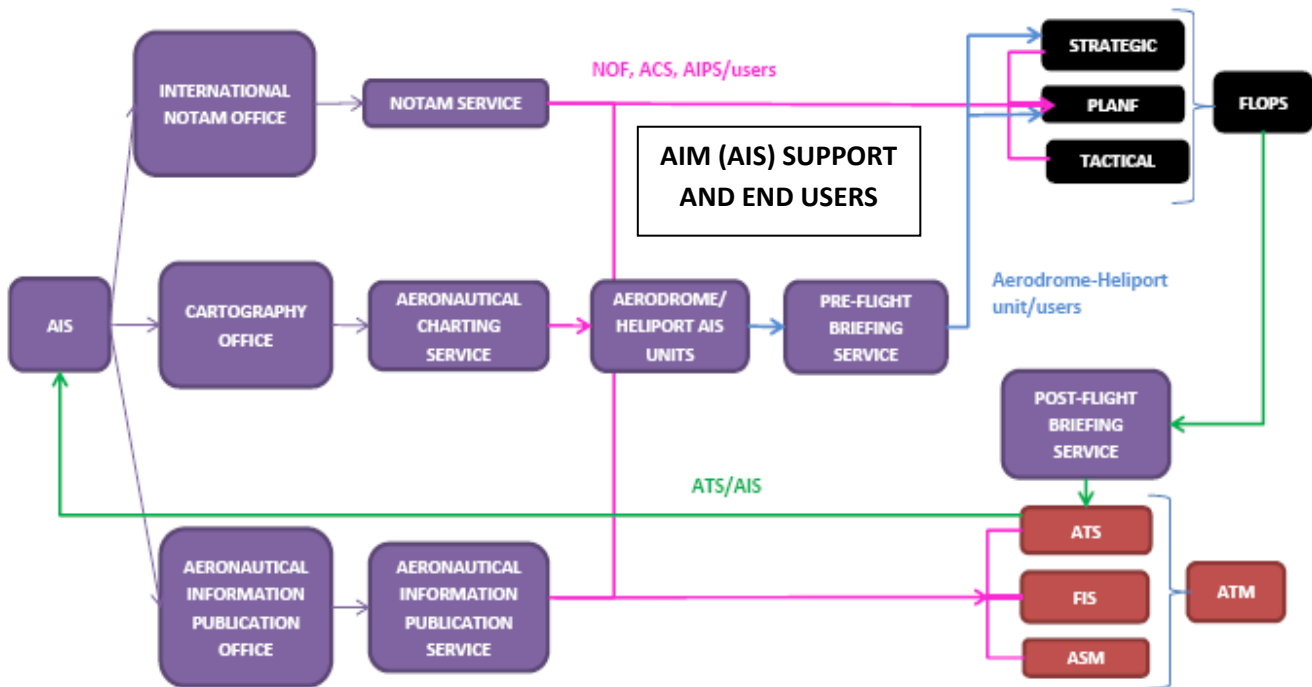 STRATEGIC
NOF, ACS, AIPS/users
INTERNATIONAL
NOTAM OFFICE
NOTAM SERVICE
PLANF
FLOPS
AIM (AIS) SUPPORT
AND END USERS
TACTICAL
AIS
CARTOGRAPHY
OFFICE
AERONAUTICAL
CHARTING
SERVICE
AERODROME/
HELIPORT AIS
UNITS
PRE-FLIGHT
BRIEFING
SERVICE
Aerodrome-Heliport
unit/users
POST-FLIGHT
BRIEFING
SERVICE
ATS/AIS
ATS
AERONAUTICAL
INFORMATION
PUBLICATION
OFFICE
AERONAUTICAL
INFORMATION
PUBLICATION
SERVICE
FIS
ATM
ASM